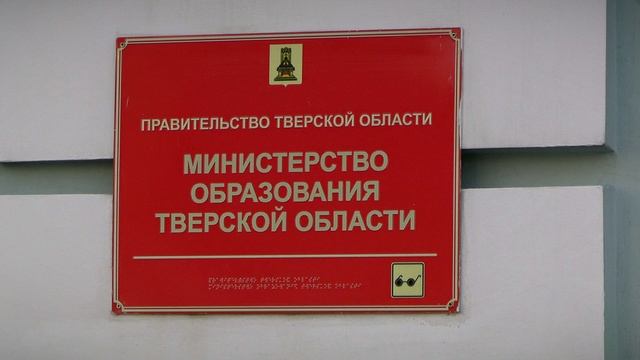 ПРАВИТЕЛЬСТВО ТВЕРСКОЙ ОБЛАСТИ
МИНИСТЕРСТВО
ОБРАЗОВАНИЯ
ТВЕРСКОЙ ОБЛАСТИ